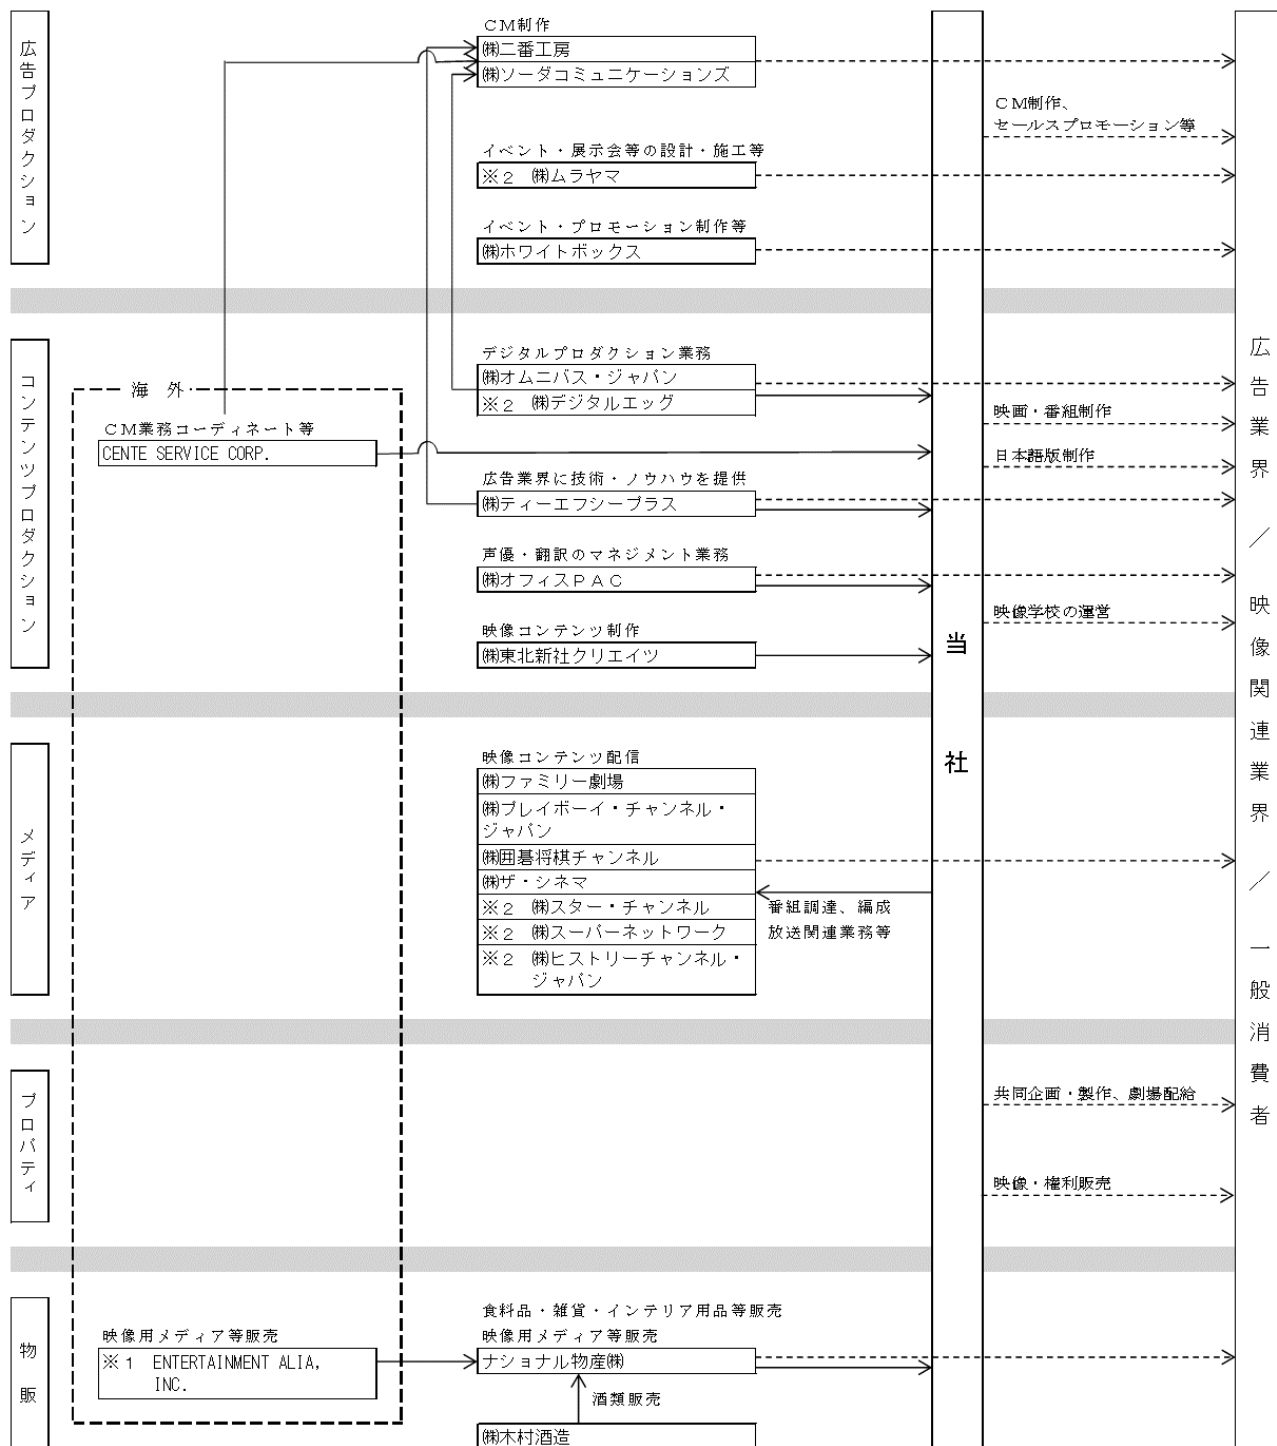 広告プロダクション
CM制作
㈱二番工房
㈱ソーダコミュニケーションズ
CM制作、
セールスプロモーション等
イベント・展示会等の設計・施工等
※2 ㈱ムラヤマ
イベント・プロモーション制作等
㈱ホワイトボックス
コンテンツプロダクション
海外
CM業務コーディネート等
CENTE SERVICE CORP.
デジタルプロダクション業務
㈱オムニバス・ジャパン
※2 ㈱デジタルエッグ
映画・番組制作
日本語版制作
広告業界に技術・ノウハウを提供
㈱ティーエフシープラス
声優・翻訳のマネジメント業務
㈱オフィスPAC
映像学校の運営
映像コンテンツ制作
㈱東北新社クリエイツ
当社
広告業界/映像関連業界/一般消費者
メディア
映像コンテンツ配信
㈱ファミリー劇場
㈱プレイボーイ・チャンネル・
ジャパン
㈱囲碁将棋チャンネル
㈱ザ・シネマ
※2 ㈱スター・チャンネル
※2 ㈱スーパーネットワーク
※2 ㈱ヒストリーチャンネル・
ジャパン
番組調達、編成
放送関連業務等
プロパティ
共同企画・製作、劇場配給
映像・権利販売
物販
映像用メディア等販売
※1 ENTERTAINMENT ALIA,
INC.
食料品・雑貨・インテリア用品等販売
映像用メディア等販売
ナショナル物産㈱
酒類販売
㈱木村酒造